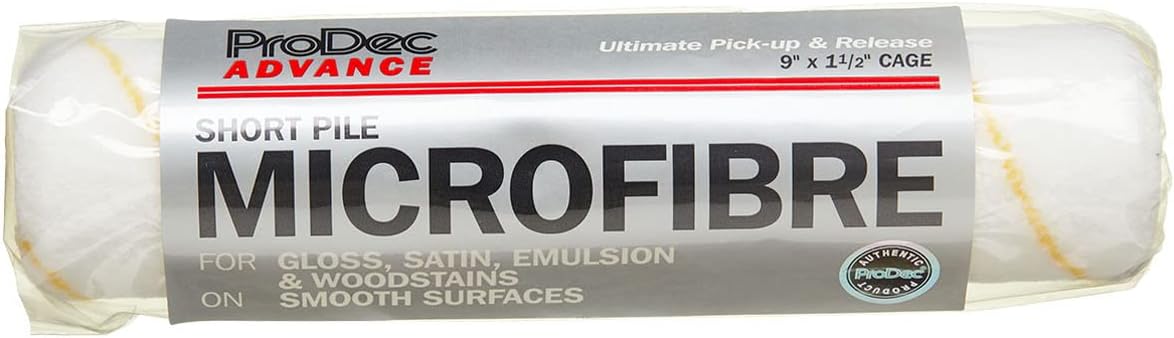 ProDec
ADVANCE
Ultimate Pick-up & Release
9" x 1 1/2" CAGE
SHORT PILE
MICROFIBRE
FOR GLOSS, SATIN, EMULSION
& WOODSTAINS
ON SMOOTH SURFACES
AUTHENTIC
ProDec
PRODUCT